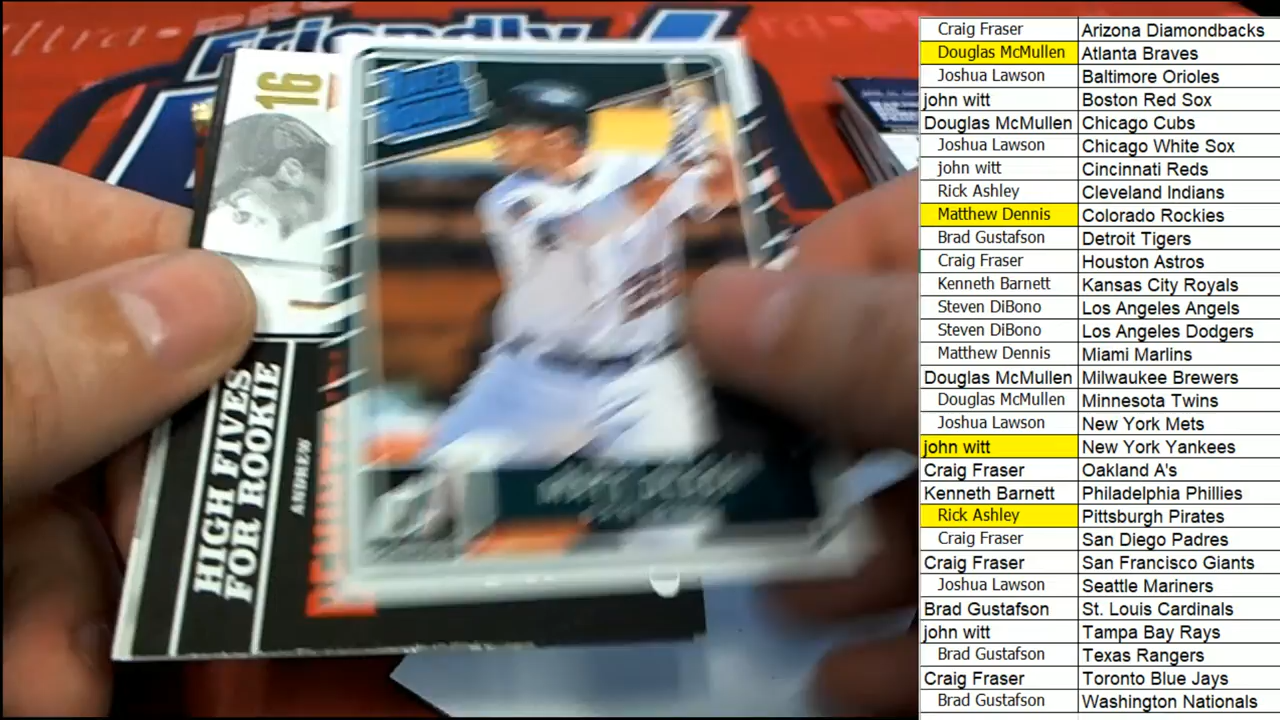 Friendly
16
HIGH FIVES
FOR ROOKIE
ANDREW
Craig Fraser Arizona Diamondbacks
Douglas McMullen Atlanta Braves
Joshua Lawson Baltimore Orioles
john witt Boston Red Sox
Douglas McMullen Chicago Cubs
Joshua Lawson Chicago White Sox
john witt Cincinnati Reds
Rick Ashley Cleveland Indians
Matthew Dennis Colorado Rockies
Brad Gustafson Detroit Tigers
Craig Fraser Houston Astros
Kenneth Barnett Kansas City Royals
Steven DiBono Los Angeles Angels
Steven DiBono Los Angeles Dodgers
Matthew Dennis Miami Marlins
Douglas McMullen Milwaukee Brewers
Douglas McMullen Minnesota Twins
Joshua Lawson New York Mets
john witt New York Yankees
Craig Fraser Oakland A's
Kenneth Barnett Philadelphia Phillies
Rick Ashley Pittsburgh Pirates
Craig Fraser San Diego Padres
Craig Fraser San Francisco Giants
Joshua Lawson Seattle Mariners
Brad Gustafson St. Louis Cardinals
john witt Tampa Bay Rays
Brad Gustafson Texas Rangers
Craig Fraser Toronto Blue Jays
Brad Gustafson Washington Nationals